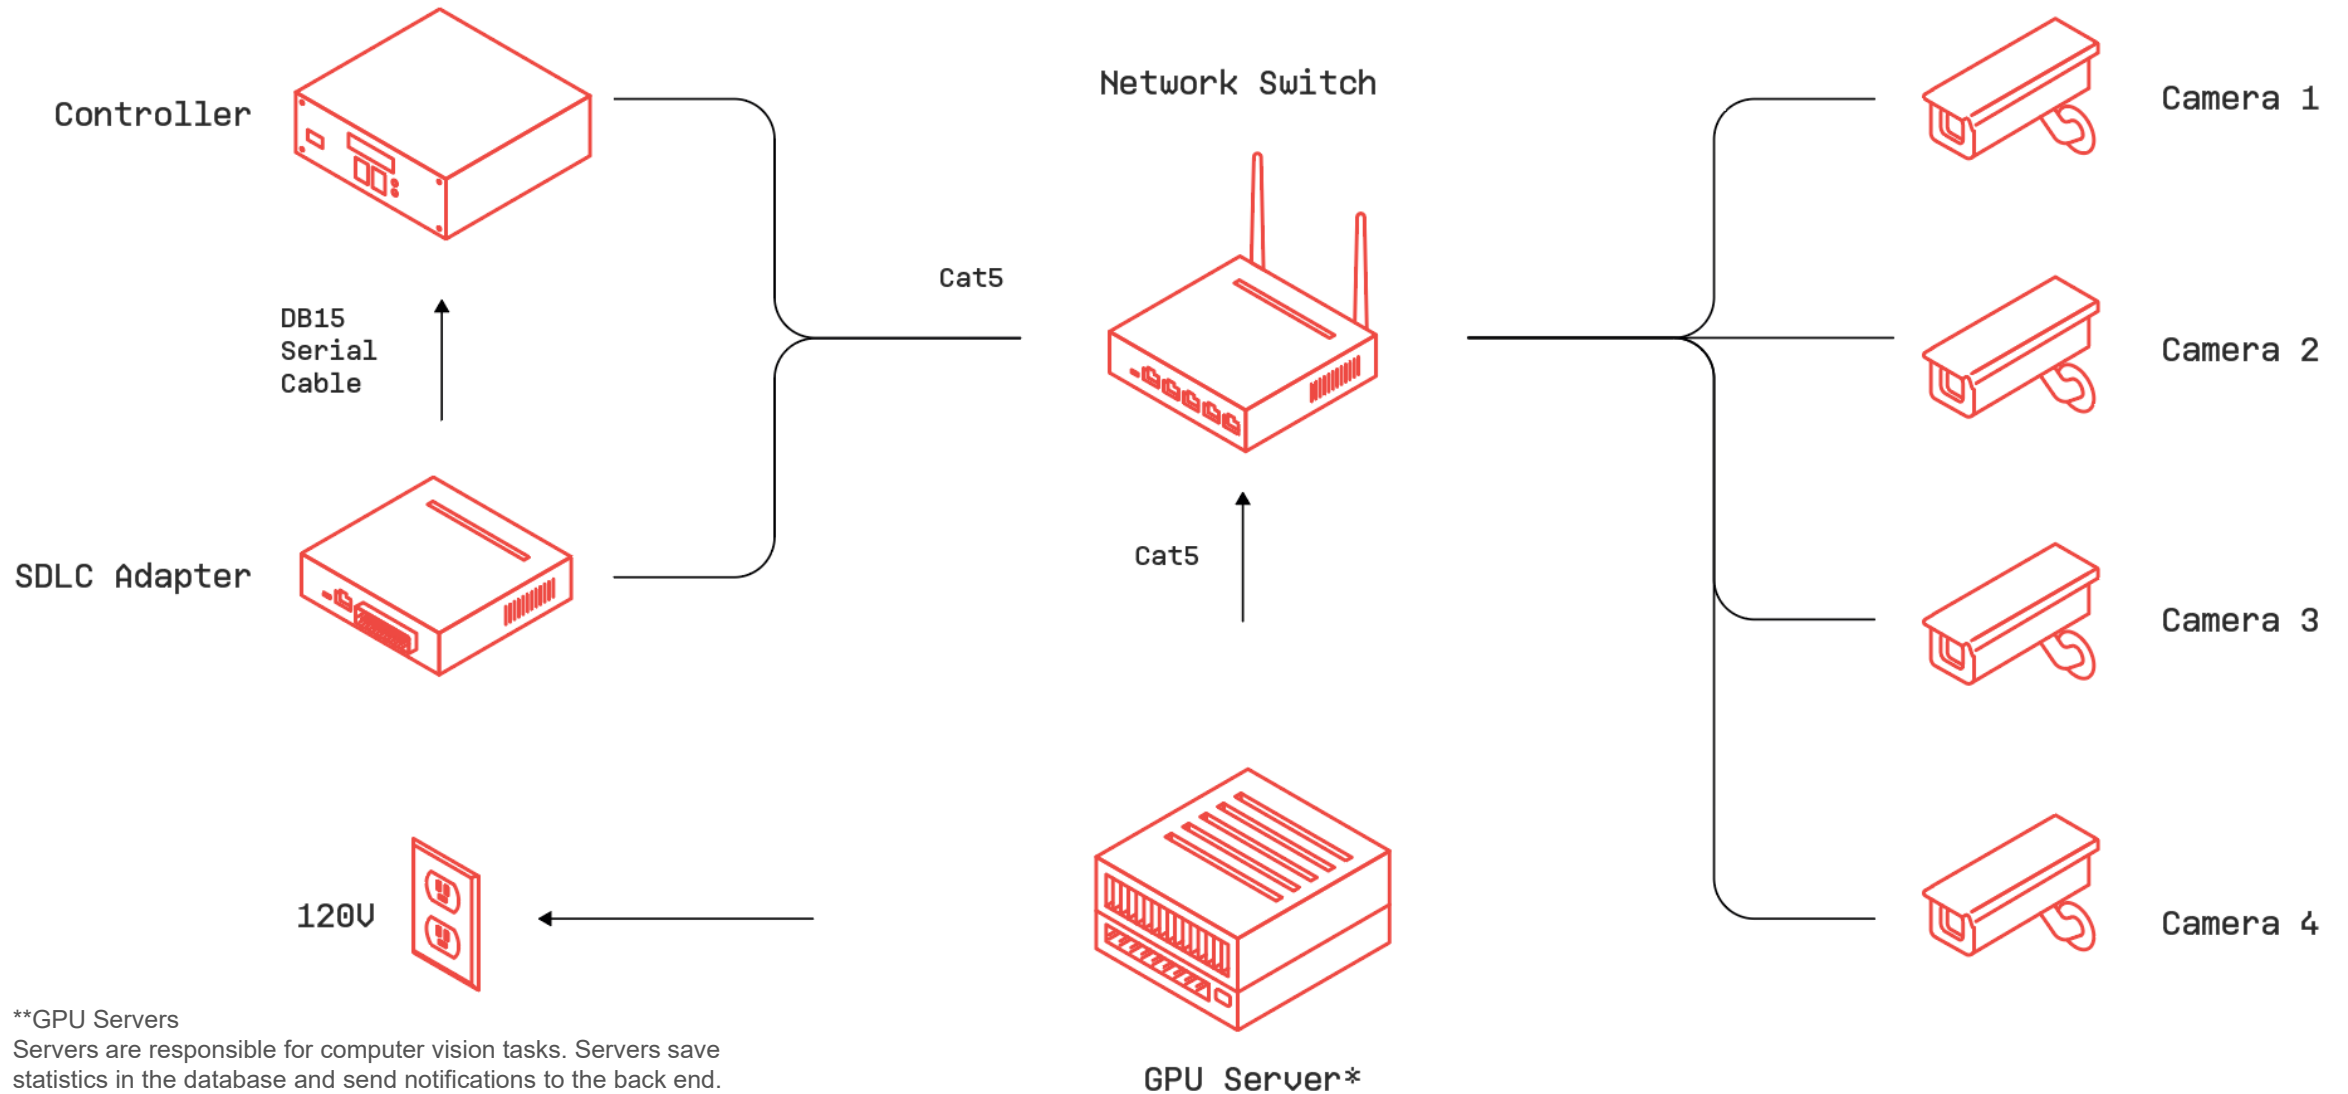 Network Switch
Controller
Camera 1
Cat5
DB15
Serial
Cable
Camera 2
Cat5
SDLC Adapter
Camera 3
120V
Camera 4
**GPU Servers
Servers are responsible for computer vision tasks. Servers save
statistics in the database and send notifications to the back end.
GPU Server*